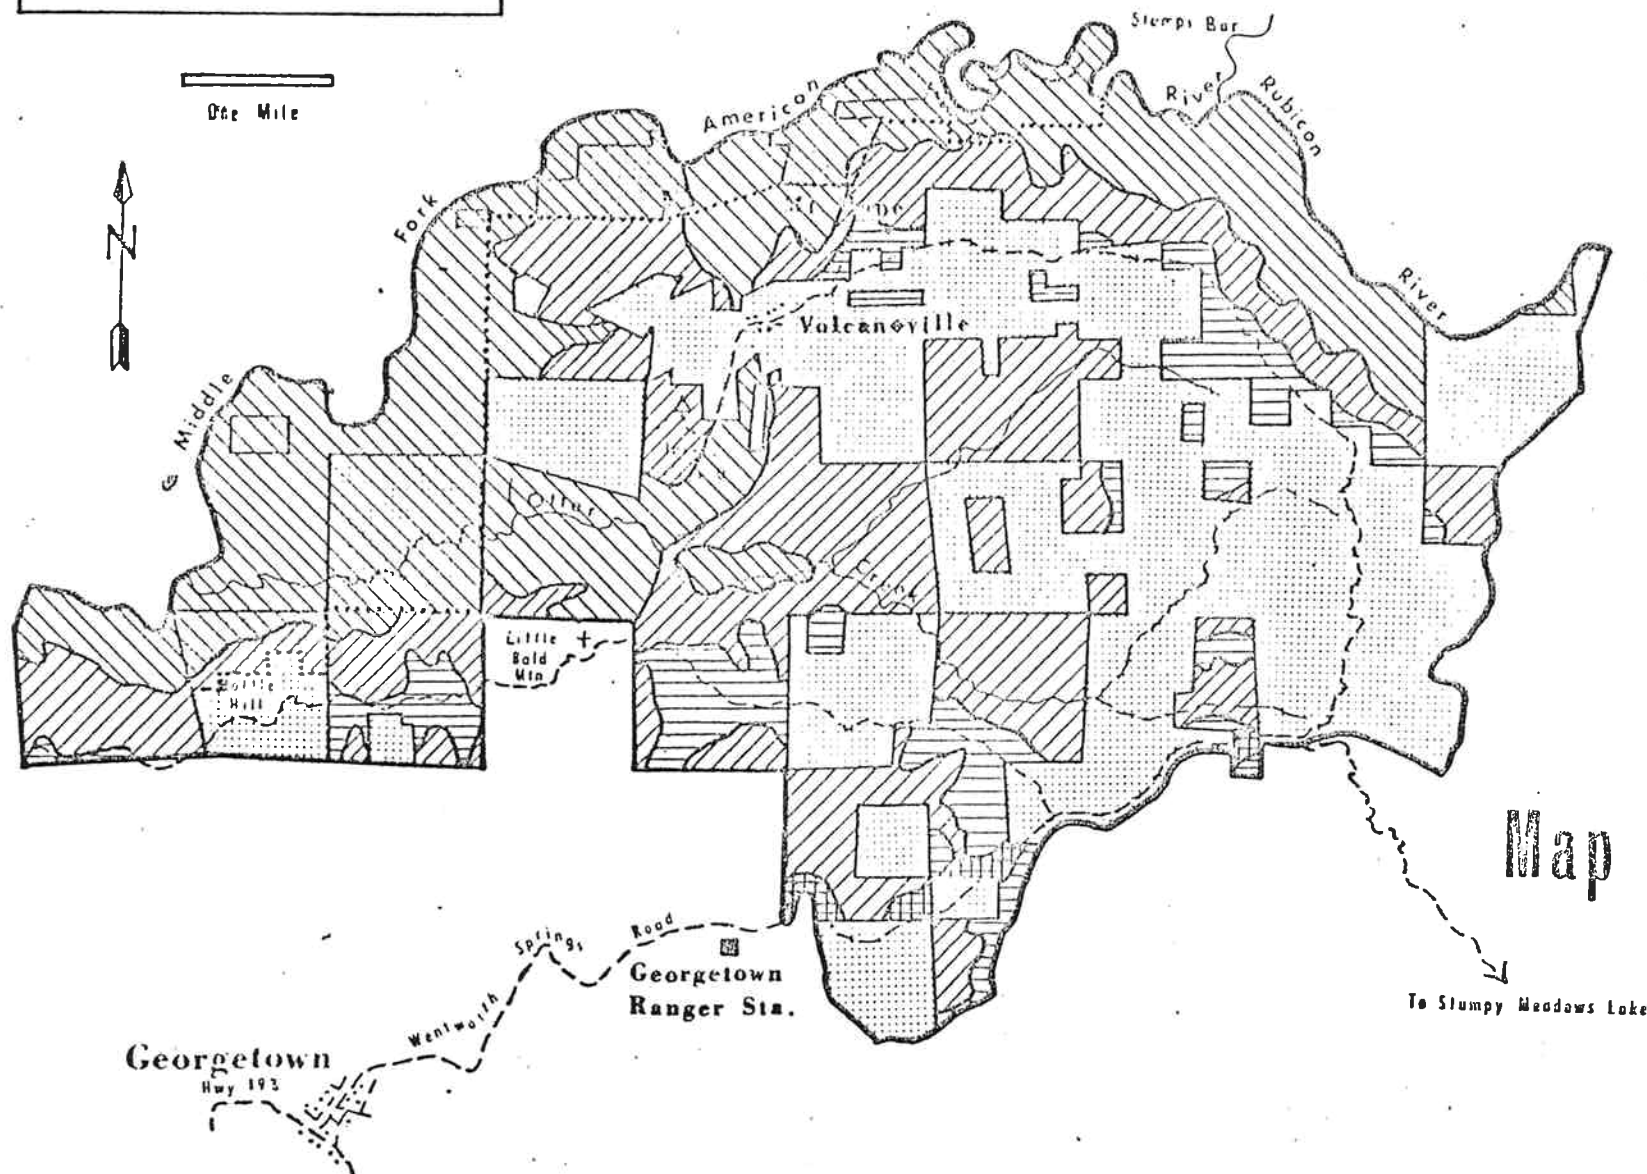 Slumps Bar
One Mile
American
River
Rubicon
River
Fork
N
Middle
Volcanoville
Otter
Creek
Little
Bald
Mtn
Hill
Map
Springs
Road
Georgetown
Ranger Sta.
To Stumpy Meadows Lake
Wentworth
Georgetown
Hwy 193